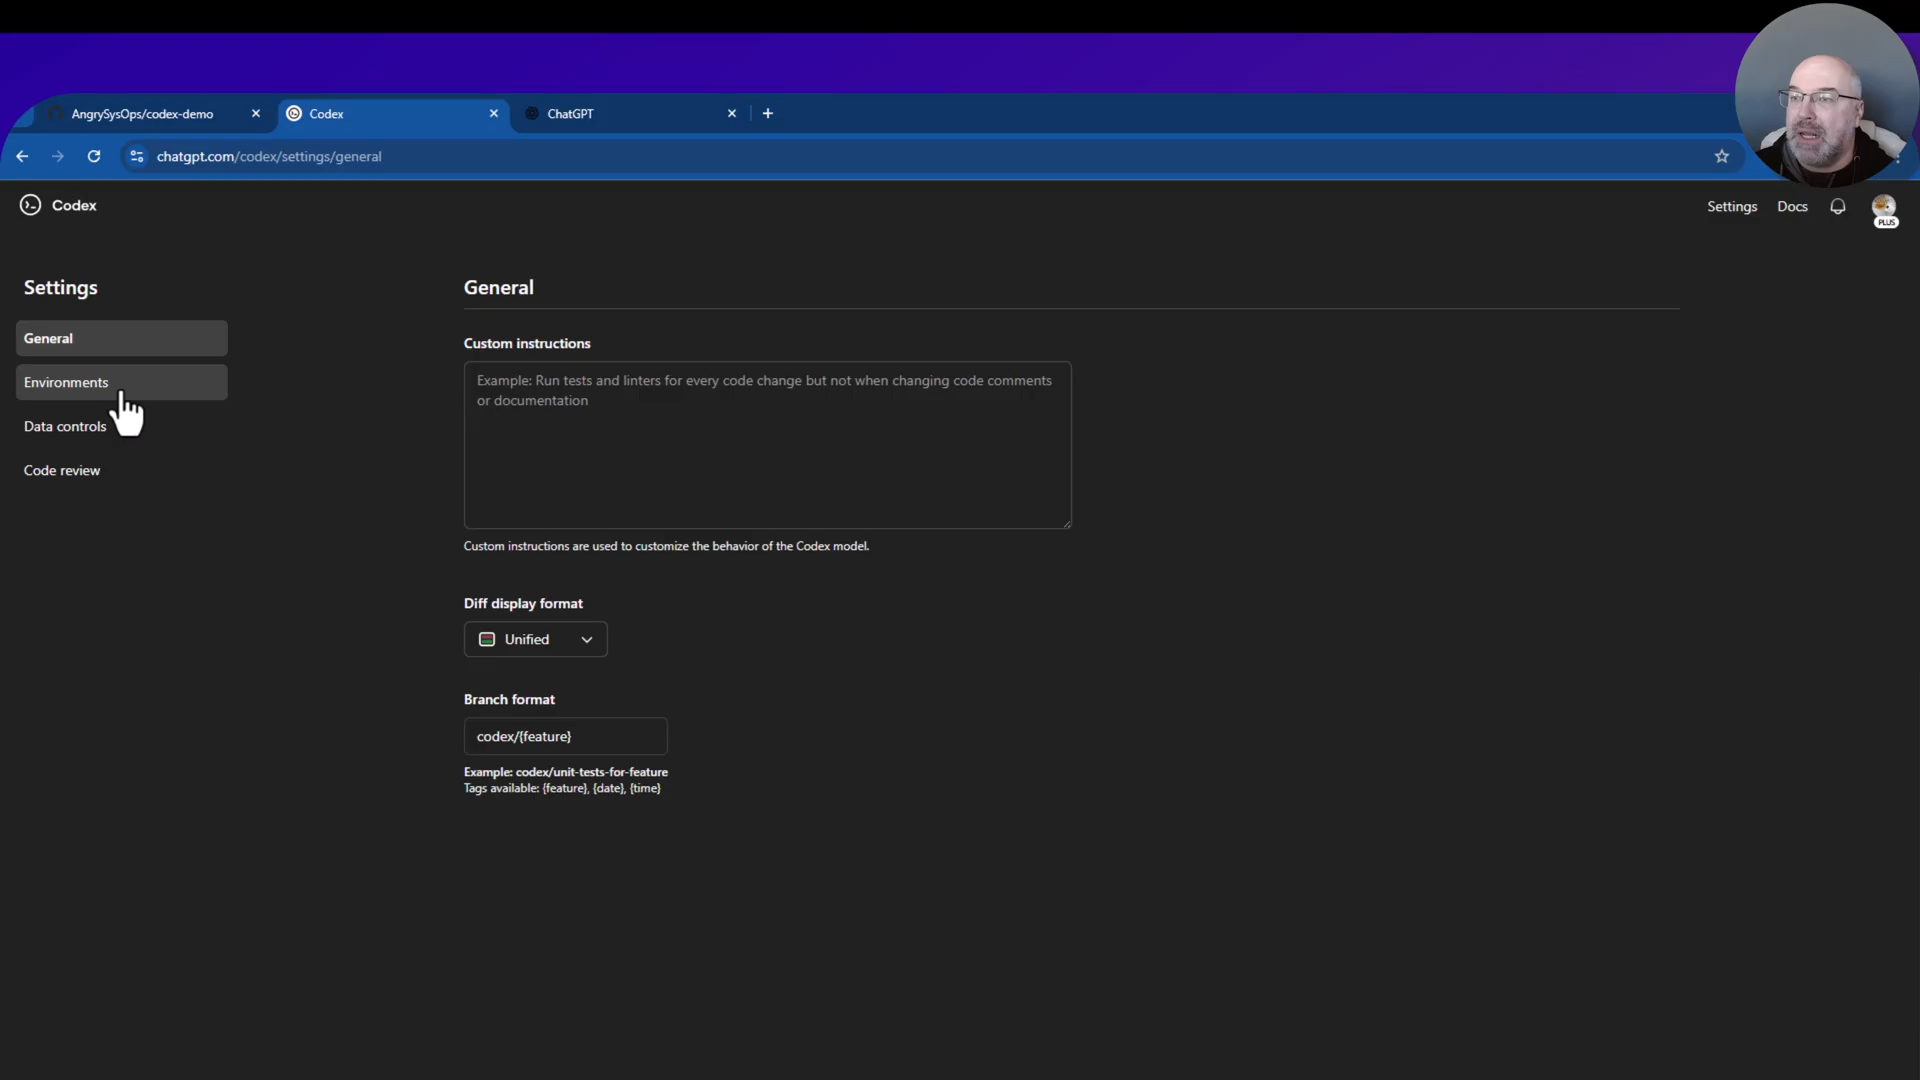 AngrySysOps/codex-demo
Codex
ChatGPT
chatgpt.com/codex/settings/general
Codex
Settings
Docs
PLUS
Settings
General
Environments
Data controls
Code review
General
Custom instructions
Example: Run tests and linters for every code change but not when changing code comments
or documentation
Custom instructions are used to customize the behavior of the Codex model.
Diff display format
Unified
Branch format
codex/{feature}
Example: codex/unit-tests-for-feature
Tags available: {feature}, {date}, {time}